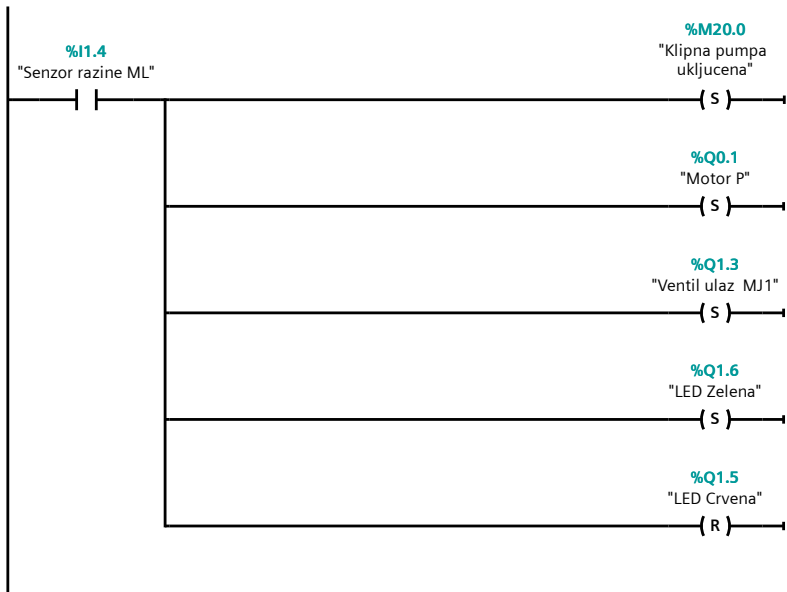 %I1.4
"Senzor razine ML"
%M20.0
"Klipna pumpa
ukljucena"
S
%Q0.1
"Motor P"
S
%Q1.3
"Ventil ulaz  MJ1"
S
%Q1.6
"LED Zelena"
S
%Q1.5
"LED Crvena"
R